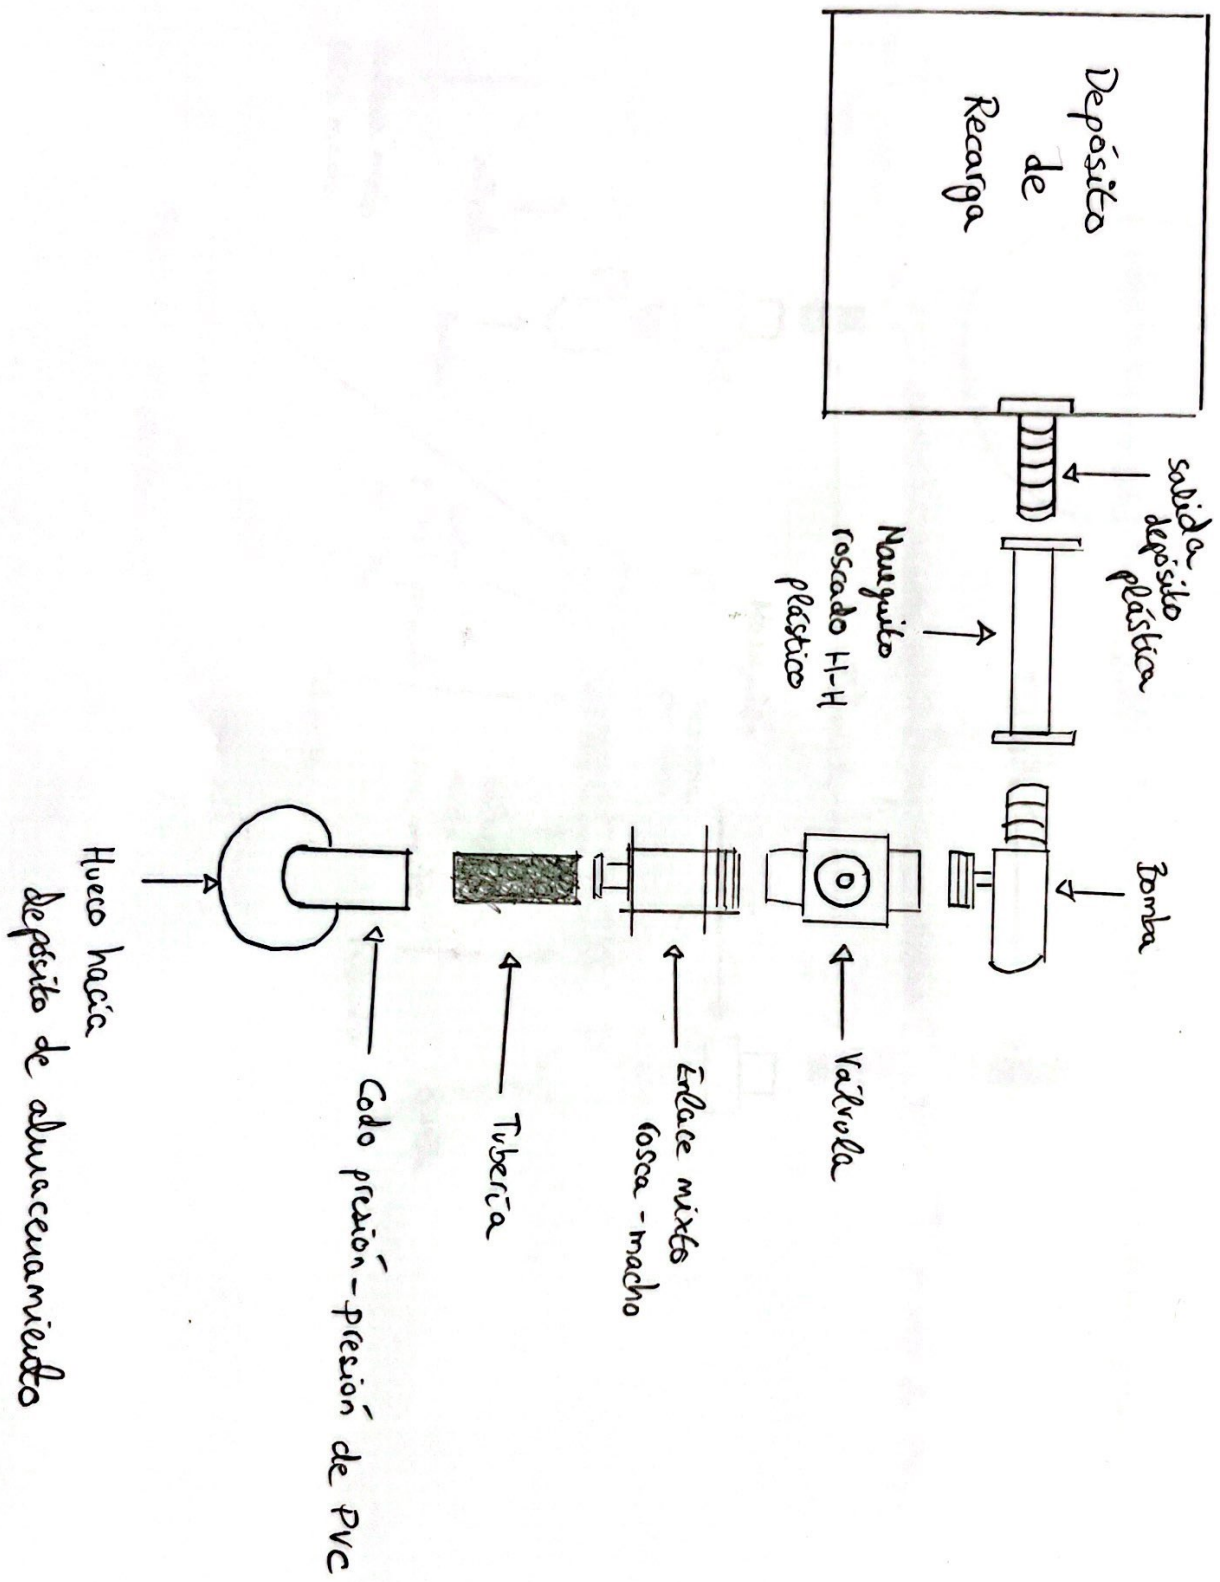 Depósito
de
Recarga
salida
depósito
plástica
Manguito
roscado H-H
plástico
Bomba
Válvula
Enlace mixto
rosca - macho
Tubería
Codo presión - presión de PVC
Hueco hacía
depósito de almacenamiento